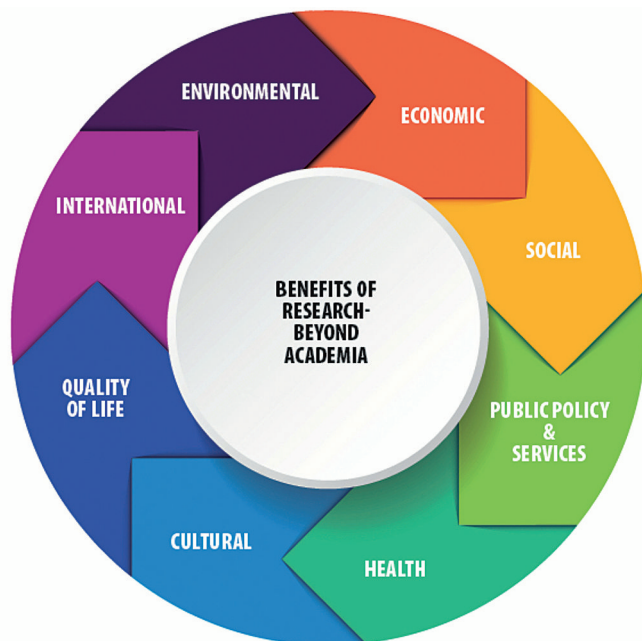 ENVIRONMENTAL
ECONOMIC
INTERNATIONAL
SOCIAL
BENEFITS OF
RESEARCH-
BEYOND
ACADEMIA
QUALITY
OF LIFE
PUBLIC POLICY
&
SERVICES
CULTURAL
HEALTH